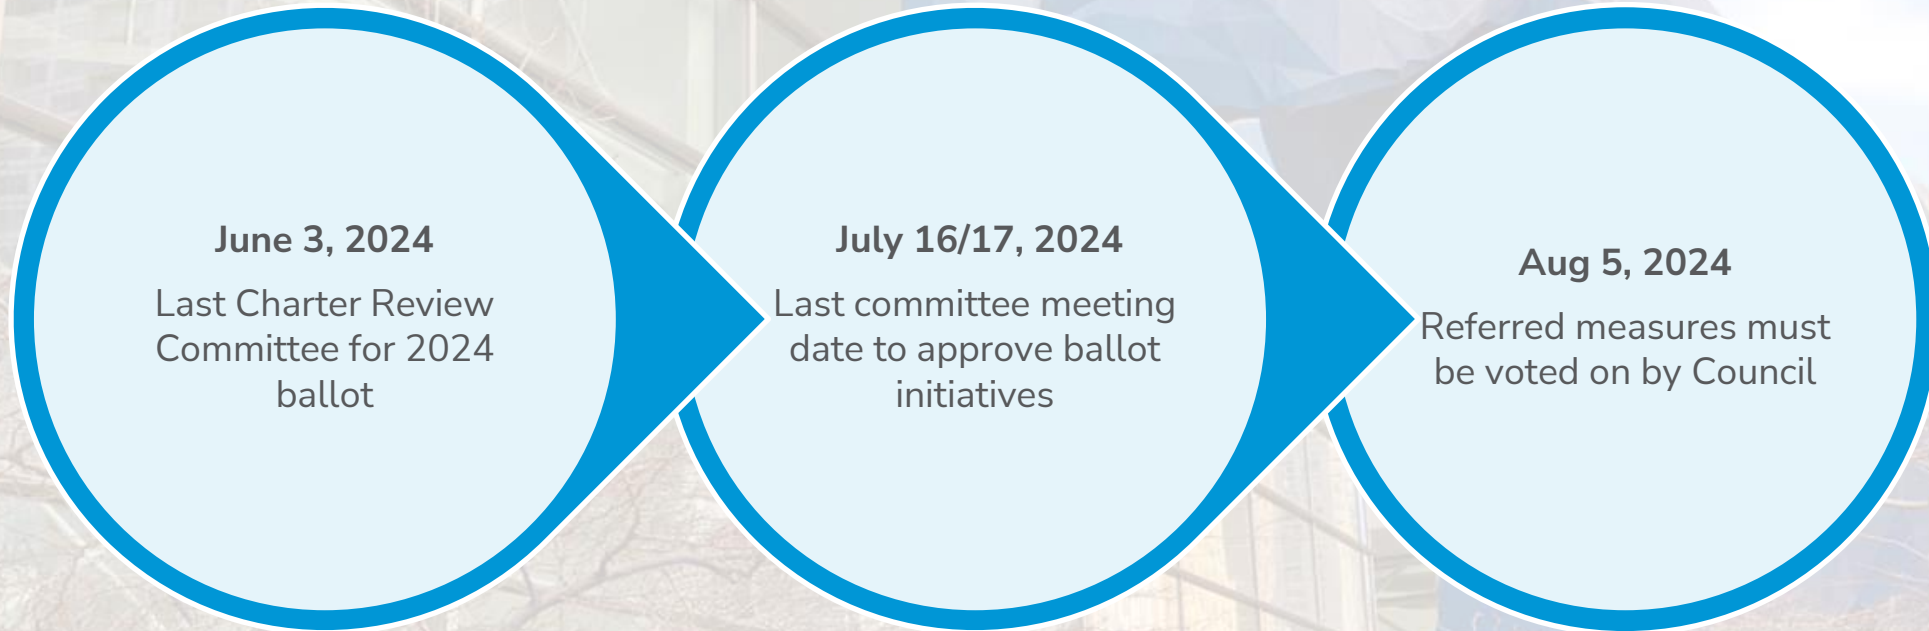 June 3, 2024
Last Charter Review
Committee for 2024
ballot
July 16/17, 2024
Last committee meeting
date to approve ballot
initiatives
Aug 5, 2024
Referred measures must
be voted on by Council